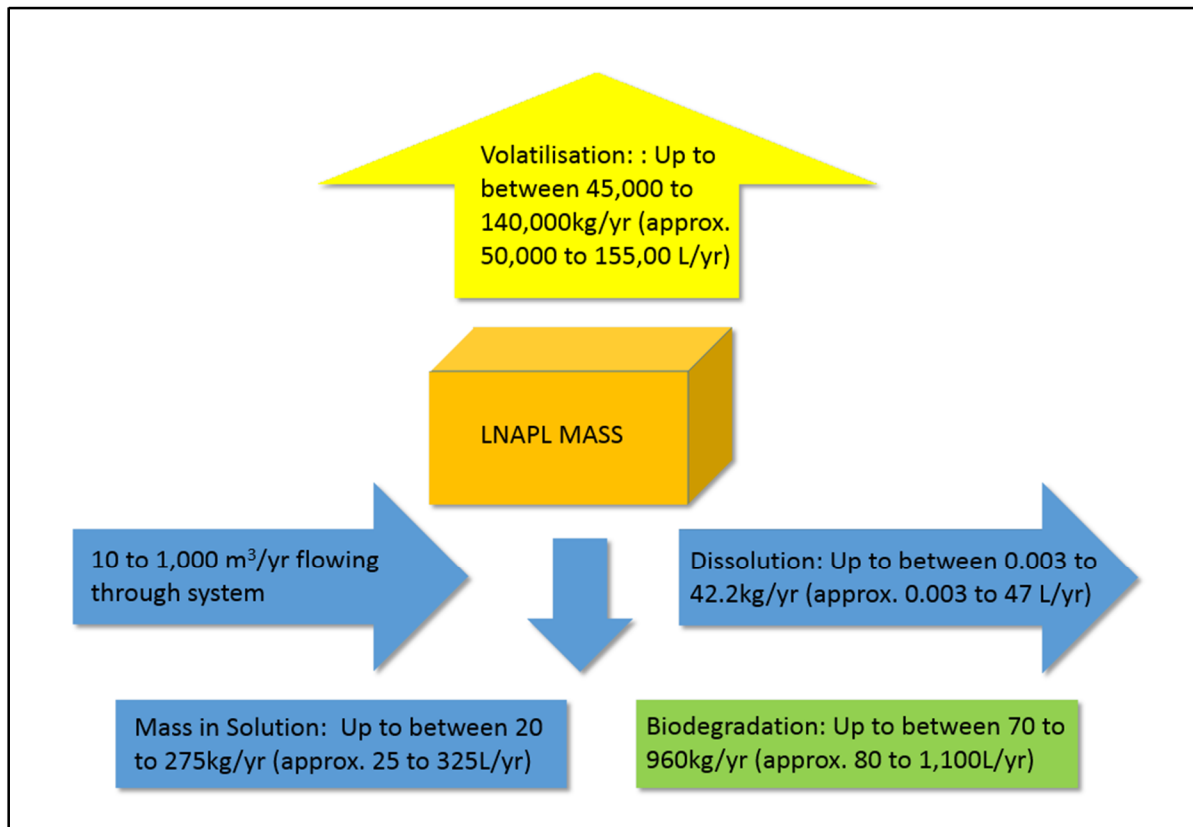 Volatilisation: : Up to
between 45,000 to
140,000kg/yr (approx.
50,000 to 155,00 L/yr)
LNAPL MASS
10 to 1,000 m³/yr flowing
through system
Dissolution: Up to between 0.003 to
42.2kg/yr (approx. 0.003 to 47 L/yr)
Mass in Solution:  Up to between 20
to 275kg/yr (approx. 25 to 325L/yr)
Biodegradation: Up to between 70 to
960kg/yr (approx. 80 to 1,100L/yr)